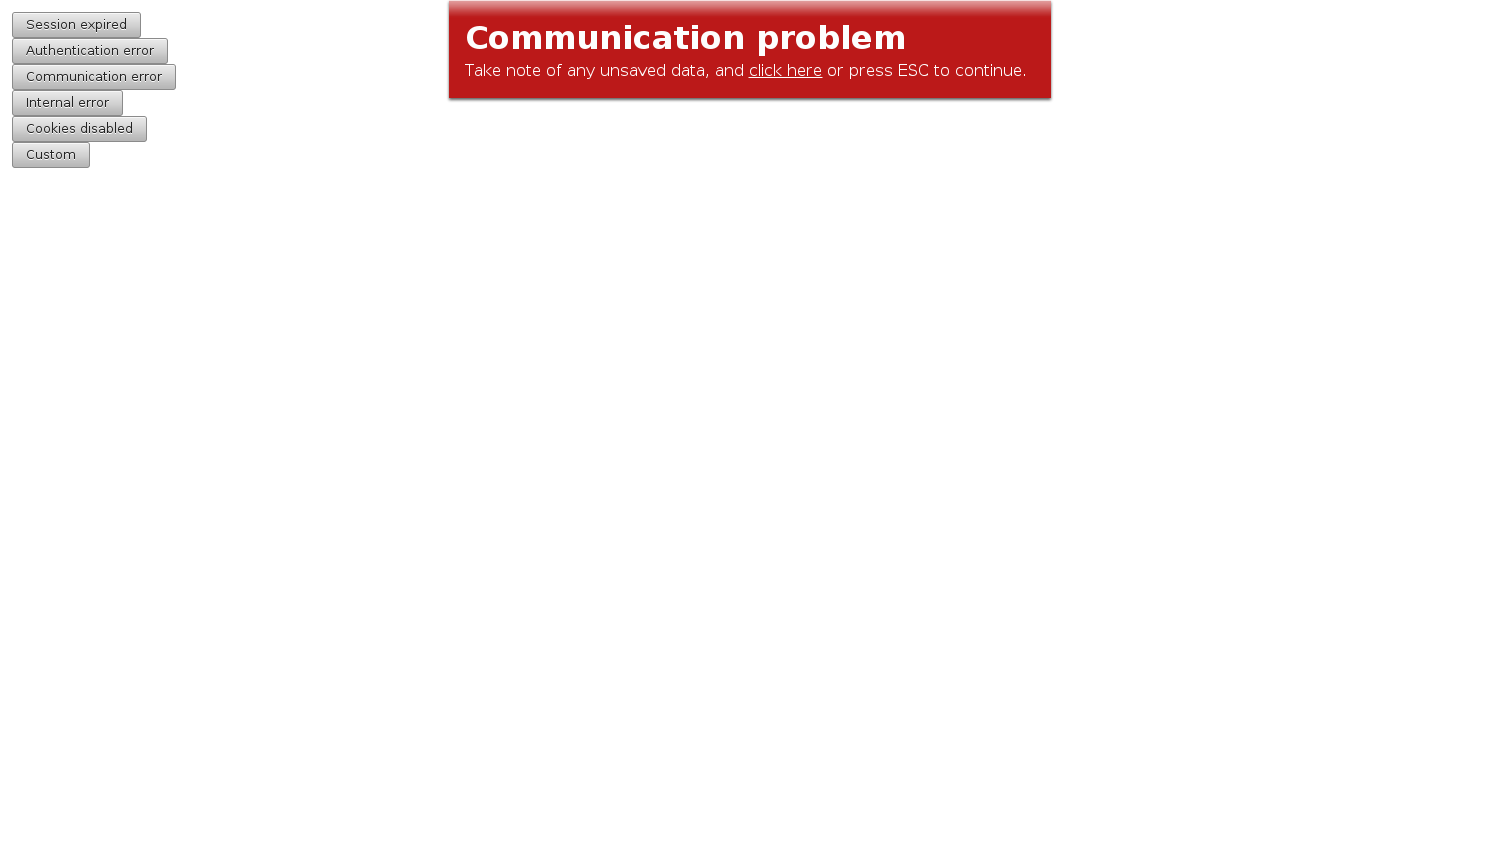 Session expired
Authentication error
Communication error
Internal error
Cookies disabled
Custom
Communication problem
Take note of any unsaved data, and click here or press ESC to continue.